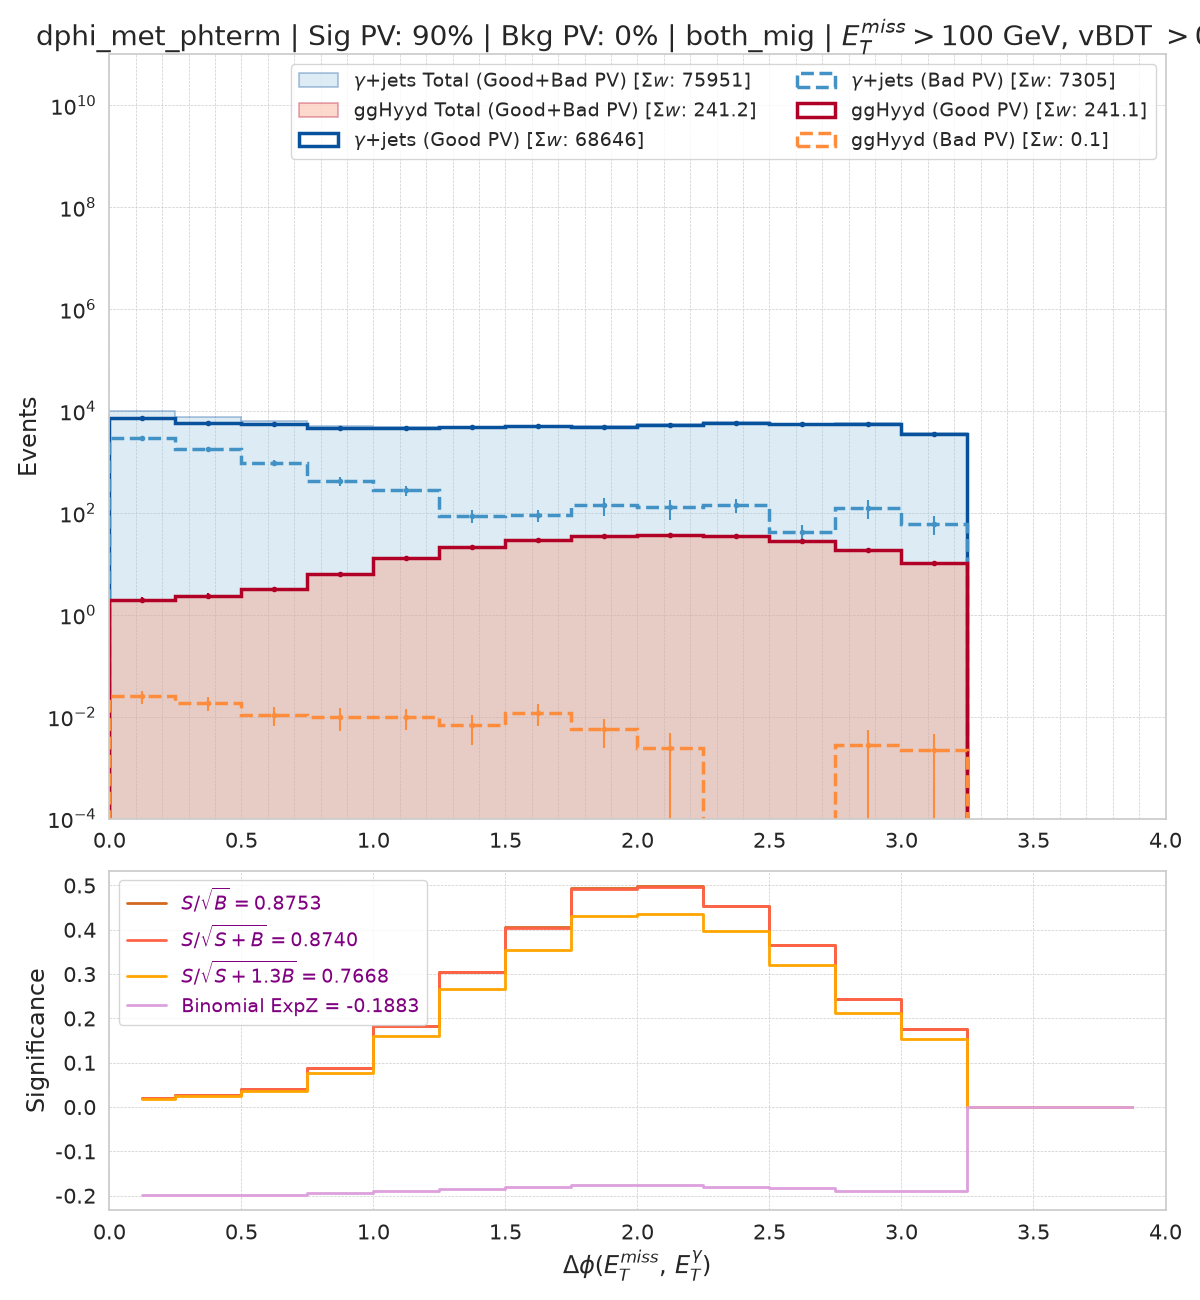 dphi_met_phterm | Sig PV: 90% | Bkg PV: 0% | both_mig | E_T^{miss} > 100 GeV, vBDT > 0
γ+jets Total (Good+Bad PV) [Σw: 75951]
ggHyyd Total (Good+Bad PV) [Σw: 241.2]
γ+jets (Good PV) [Σw: 68646]
γ+jets (Bad PV) [Σw: 7305]
ggHyyd (Good PV) [Σw: 241.1]
ggHyyd (Bad PV) [Σw: 0.1]
Events
10^{10}
10^8
10^6
10^4
10^2
10^0
10^{−2}
10^{−4}
0.0 0.5 1.0 1.5 2.0 2.5 3.0 3.5 4.0
Significance
0.5
0.4
0.3
0.2
0.1
0.0
-0.1
-0.2
S/√B = 0.8753
S/√S + B = 0.8740
S/√S + 1.3B = 0.7668
Binomial ExpZ = -0.1883
0.0 0.5 1.0 1.5 2.0 2.5 3.0 3.5 4.0
Δϕ(E_T^{miss}, E_T^γ)